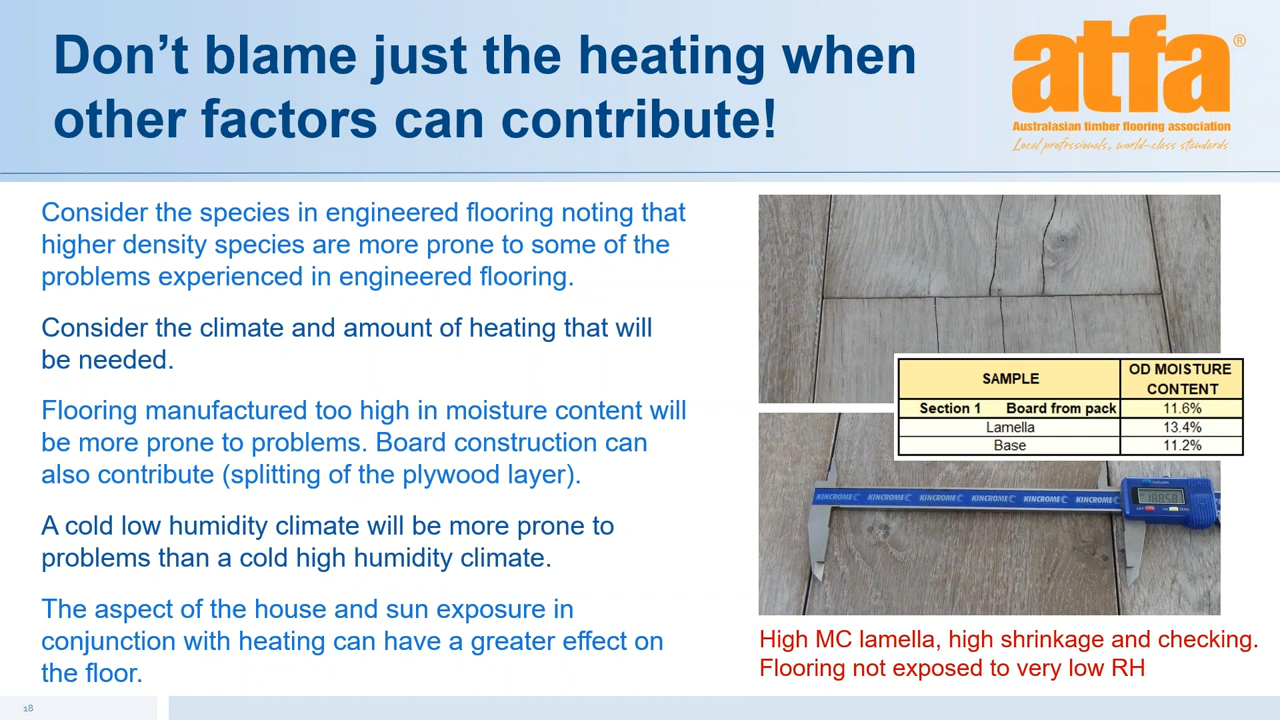 Don’t blame just the heating when
other factors can contribute!
atfa®
Australasian timber flooring association
Local professionals, world-class standards
Consider the species in engineered flooring noting that
higher density species are more prone to some of the
problems experienced in engineered flooring.
Consider the climate and amount of heating that will
be needed.
Flooring manufactured too high in moisture content will
be more prone to problems. Board construction can
also contribute (splitting of the plywood layer).
A cold low humidity climate will be more prone to
problems than a cold high humidity climate.
The aspect of the house and sun exposure in
conjunction with heating can have a greater effect on
the floor.
SAMPLE OD MOISTURE
CONTENT
Section 1 Board from pack 11.6%
Lamella 13.4%
Base 11.2%
KINCROME KINCROME KINCROME KINCROME KINCROME KINCROME
188.58
High MC lamella, high shrinkage and checking.
Flooring not exposed to very low RH
18